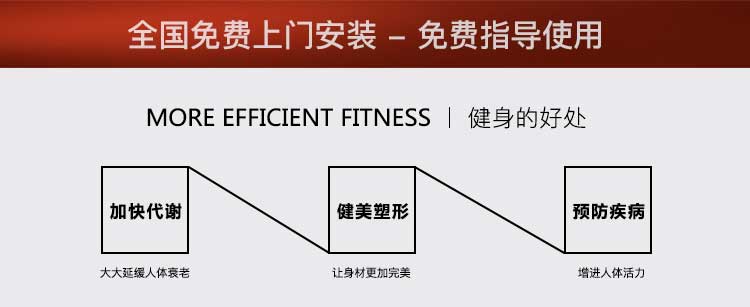 全国免费上门安装 – 免费指导使用
MORE EFFICIENT FITNESS | 健身的好处
加快代谢
健美塑形
预防疾病
大大延缓人体衰老
让身材更加完美
增进人体活力